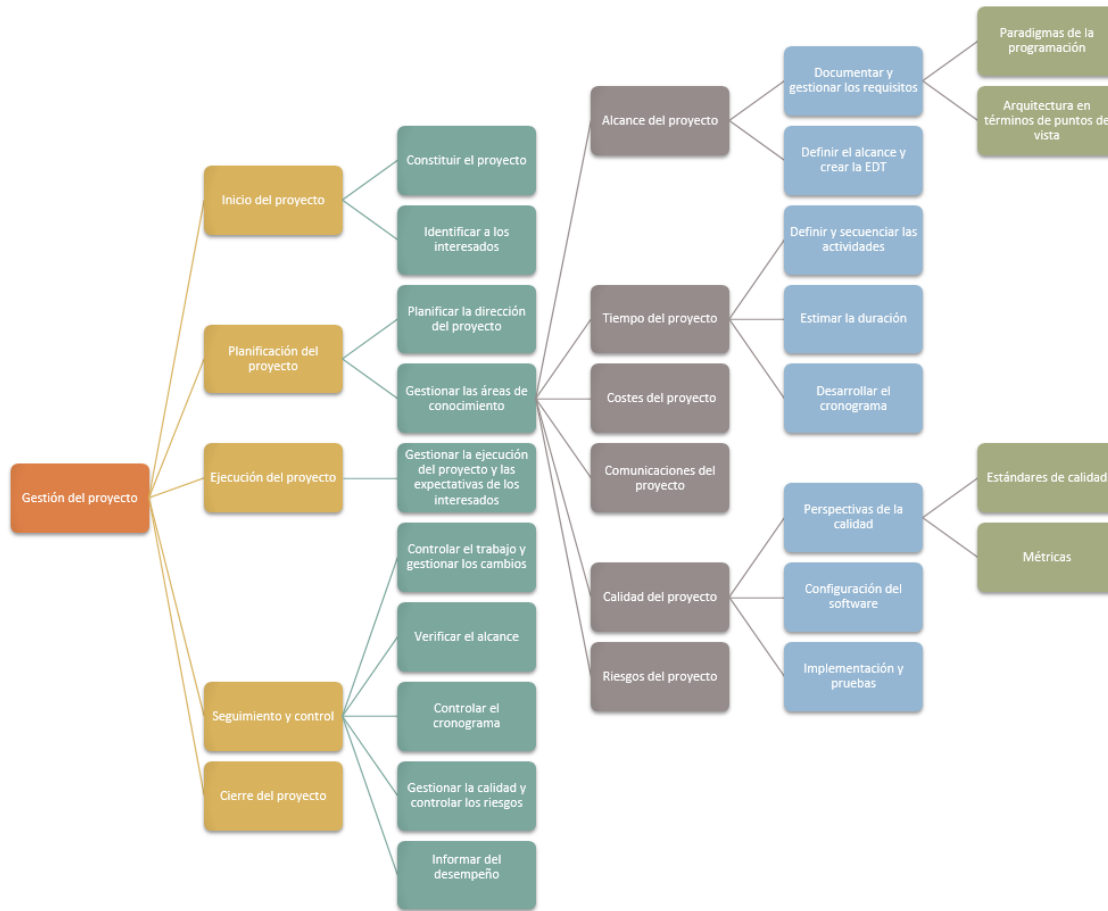 Gestión del proyecto
Inicio del proyecto
Constituir el proyecto
Identificar a los
interesados
Planificación del
proyecto
Planificar la dirección
del proyecto
Gestionar las áreas de
conocimiento
Alcance del proyecto
Documentar y
gestionar los requisitos
Paradigmas de la
programación
Arquitectura en
términos de puntos de
vista
Definir el alcance y
crear la EDT
Tiempo del proyecto
Definir y secuenciar las
actividades
Estimar la duración
Desarrollar el
cronograma
Costes del proyecto
Comunicaciones del
proyecto
Calidad del proyecto
Perspectivas de la
calidad
Estándares de calidad
Métricas
Configuración del
software
Implementación y
pruebas
Riesgos del proyecto
Ejecución del proyecto
Gestionar la ejecución
del proyecto y las
expectativas de los
interesados
Seguimiento y control
Controlar el trabajo y
gestionar los cambios
Verificar el alcance
Controlar el
cronograma
Gestionar la calidad y
controlar los riesgos
Informar del
desempeño
Cierre del proyecto